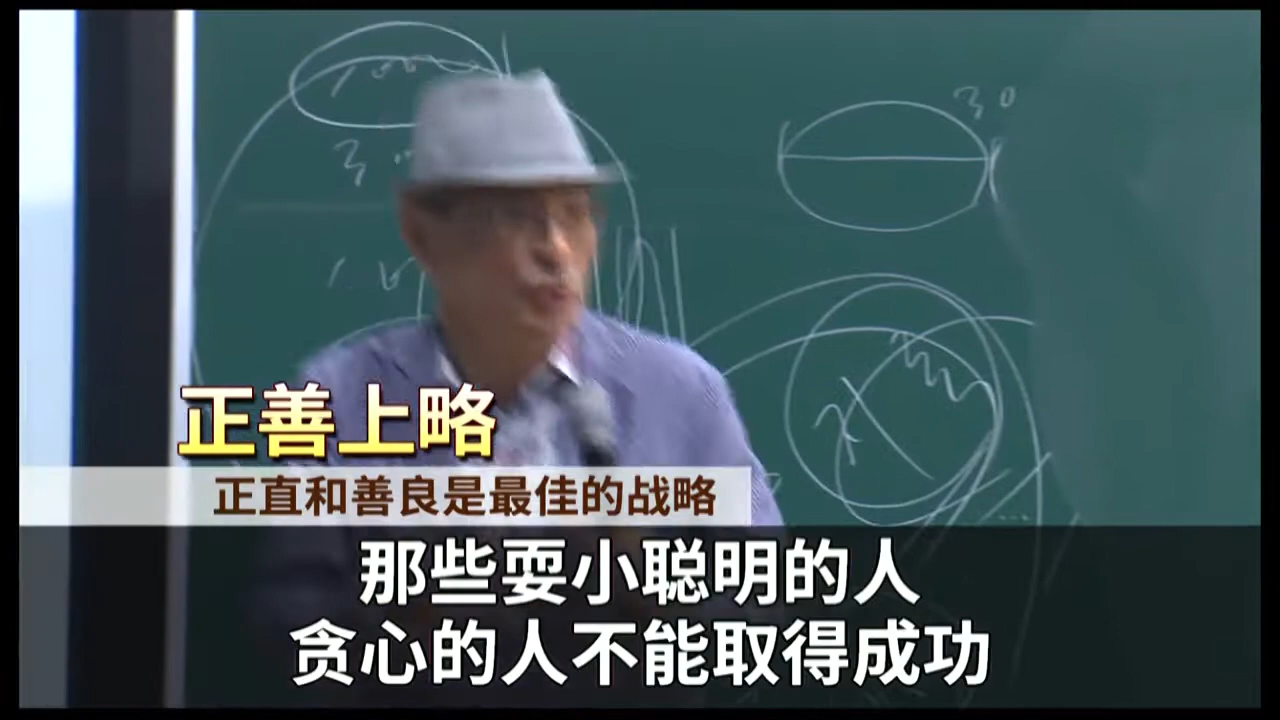 30
正善上略
正直和善良是最佳的战略
那些耍小聪明的人
贪心的人不能取得成功